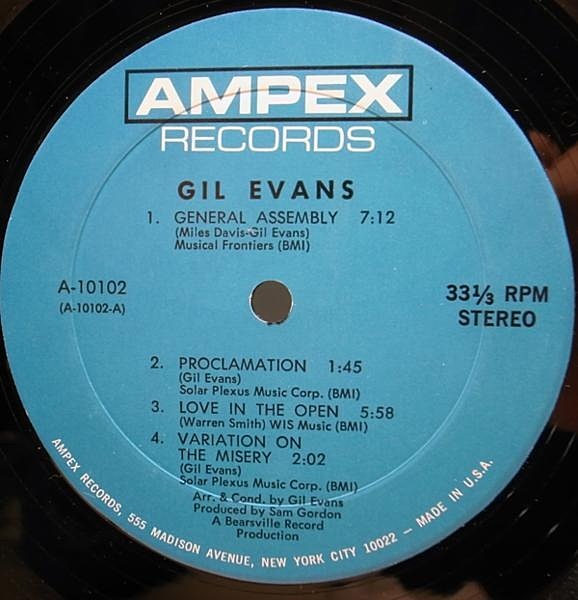 AMPEX
RECORDS
GIL EVANS
1. GENERAL ASSEMBLY 7:12
(Miles Davis-Gil Evans)
Musical Frontiers (BMI)
A-10102
(A-10102-A)
33⅓ RPM
STEREO
2. PROCLAMATION 1:45
(Gil Evans)
Solar Plexus Music Corp. (BMI)
3. LOVE IN THE OPEN 5:58
(Warren Smith) WIS Music (BMI)
4. VARIATION ON
THE MISERY 2:02
(Gil Evans)
Solar Plexus Music Corp. (BMI)
Arr. & Cond. by Gil Evans
Produced by Sam Gordon
A Bearsville Record
Production
AMPEX RECORDS, 555 MADISON AVENUE, NEW YORK CITY 10022 – MADE IN U.S.A.